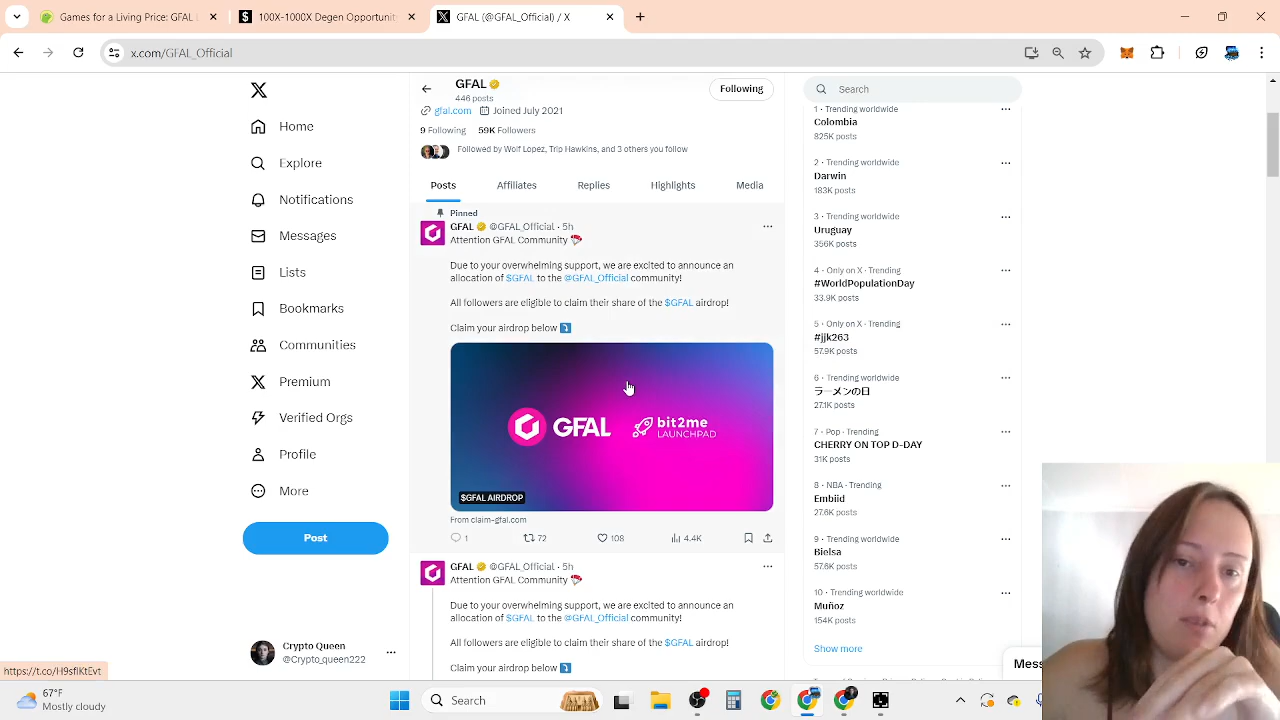 Games for a Living Price: GFAL l
100X-1000X Degen Opportunit
GFAL (@GFAL_Official) / X
x.com/GFAL_Official
GFAL
446 posts
Following
gfal.com Joined July 2021
9 Following 59K Followers
Followed by Wolf Lopez, Trip Hawkins, and 3 others you follow
Posts Affiliates Replies Highlights Media
Home
Explore
Notifications
Messages
Lists
Bookmarks
Communities
Premium
Verified Orgs
Profile
More
Post
Crypto Queen
@Crypto_queen222
Pinned
GFAL @GFAL_Official · 5h
Attention GFAL Community
Due to your overwhelming support, we are excited to announce an
allocation of $GFAL to the @GFAL_Official community!
All followers are eligible to claim their share of the $GFAL airdrop!
Claim your airdrop below
GFAL
bit2me
LAUNCHPAD
$GFAL AIRDROP
From claim-gfal.com
1 72 108 4.4K
GFAL @GFAL_Official · 5h
Attention GFAL Community
Due to your overwhelming support, we are excited to announce an
allocation of $GFAL to the @GFAL_Official community!
All followers are eligible to claim their share of the $GFAL airdrop!
Claim your airdrop below
Search
1 · Trending worldwide
Colombia
825K posts
2 · Trending worldwide
Darwin
183K posts
3 · Trending worldwide
Uruguay
356K posts
4 · Only on X · Trending
#WorldPopulationDay
33.9K posts
5 · Only on X · Trending
#jjk263
57.9K posts
6 · Trending worldwide
ラーメンの日
27.1K posts
7 · Pop · Trending
CHERRY ON TOP D-DAY
31K posts
8 · NBA · Trending
Embiid
27.6K posts
9 · Trending worldwide
Bielsa
57.6K posts
10 · Trending worldwide
Muñoz
154K posts
Show more
Mess
https://t.co/H9sfIKtEvt
67°F
Mostly cloudy
Search